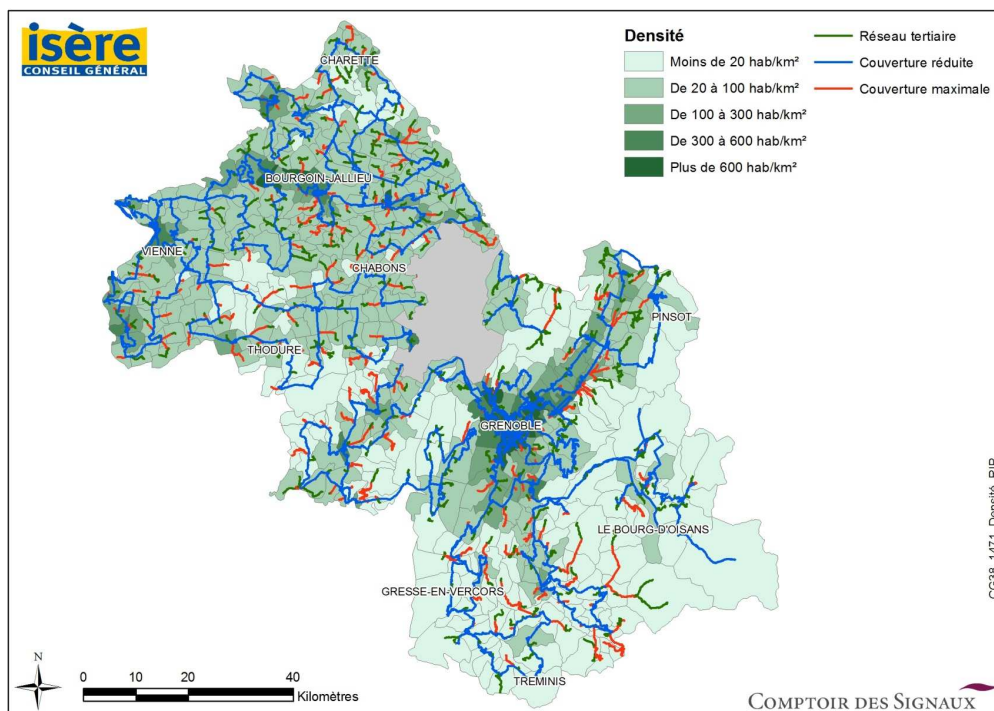 isère
CONSEIL GÉNÉRAL
Densité
Moins de 20 hab/km²
De 20 à 100 hab/km²
De 100 à 300 hab/km²
De 300 à 600 hab/km²
Plus de 600 hab/km²
Réseau tertiaire
Couverture réduite
Couverture maximale
CHARETTE
BOURGOIN-JALLIEU
VIENNE
CHABONS
PINSOT
THODURE
GRENOBLE
LE BOURG-D'OISANS
GRESSE-EN-VERCORS
TREMINIS
N
0 10 20 40
Kilomètres
CG38_1471_Densité_RIP
COMPTOIR DES SIGNAUX